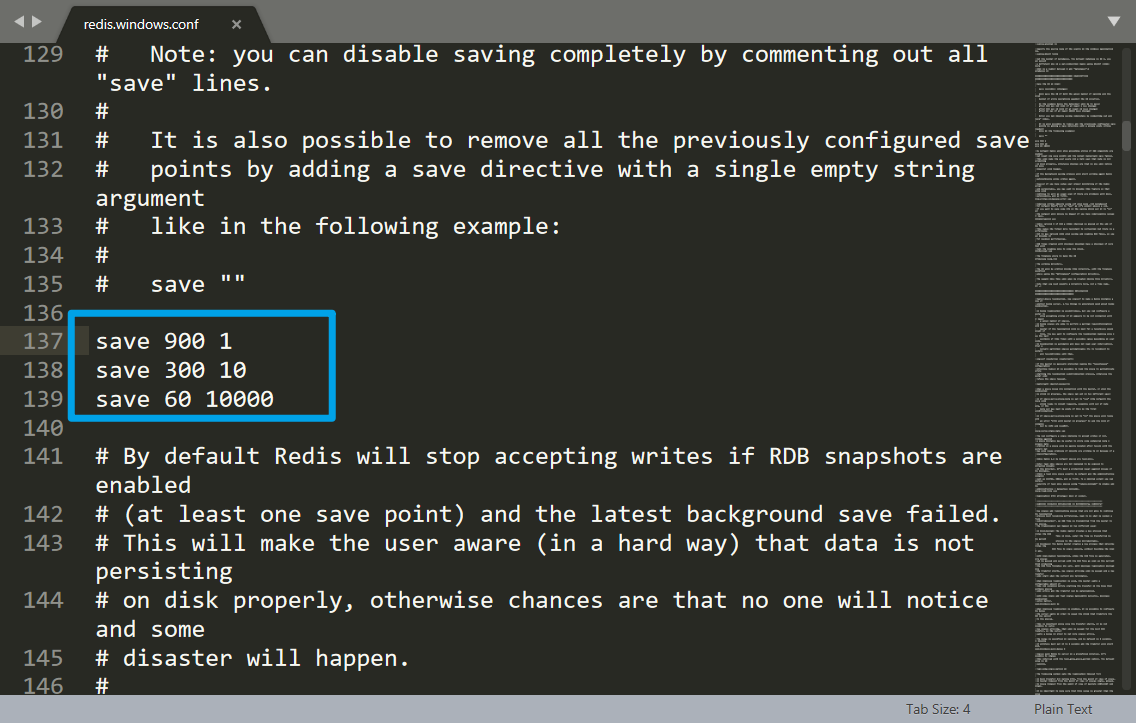 redis.windows.conf ×
129 #   Note: you can disable saving completely by commenting out all
"save" lines.
130 #
131 #   It is also possible to remove all the previously configured save
132 #   points by adding a save directive with a single empty string
argument
133 #   like in the following example:
134 #
135 #   save ""
136
137 save 900 1
138 save 300 10
139 save 60 10000
140
141 # By default Redis will stop accepting writes if RDB snapshots are
enabled
142 # (at least one save point) and the latest background save failed.
143 # This will make the user aware (in a hard way) that data is not
persisting
144 # on disk properly, otherwise chances are that no one will notice
and some
145 # disaster will happen.
146 #
Tab Size: 4 Plain Text